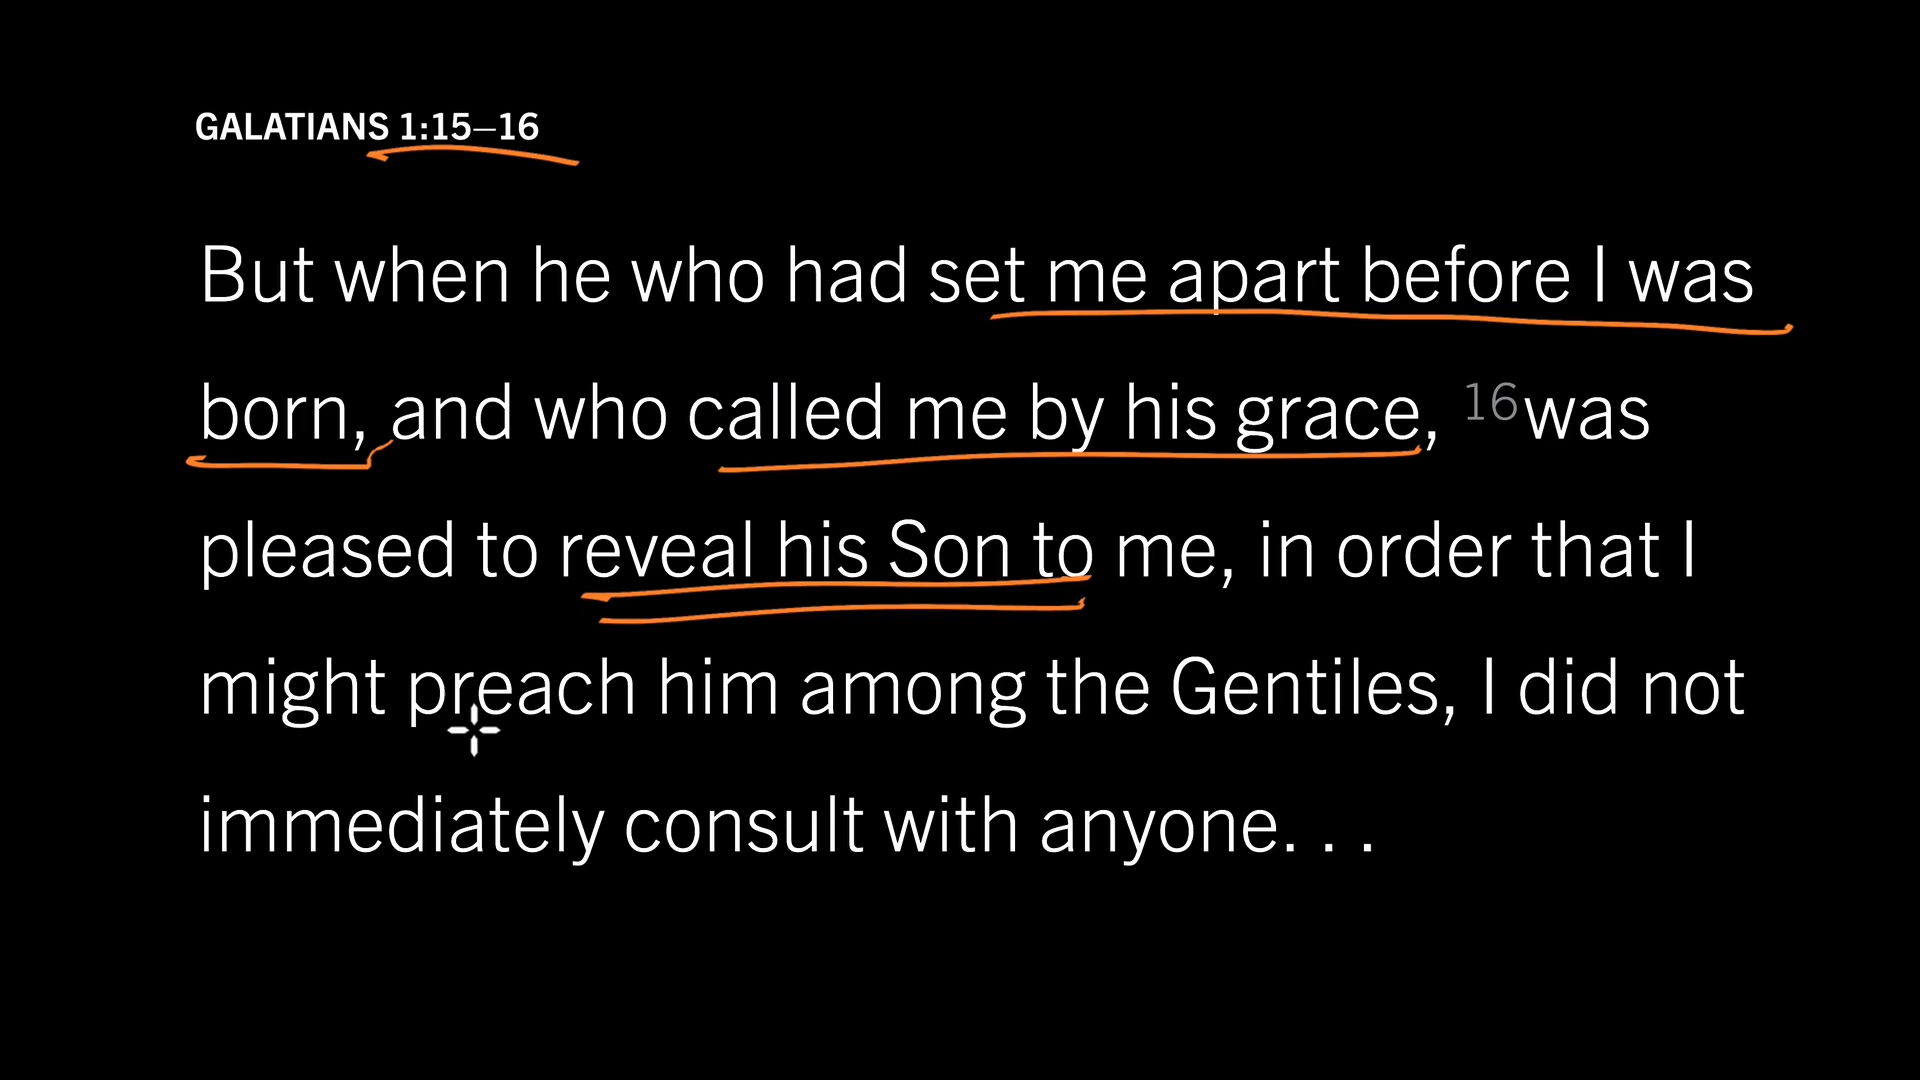 GALATIANS 1:15–16
But when he who had set me apart before I was
born, and who called me by his grace, 16 was
pleased to reveal his Son to me, in order that I
might preach him among the Gentiles, I did not
immediately consult with anyone. . .